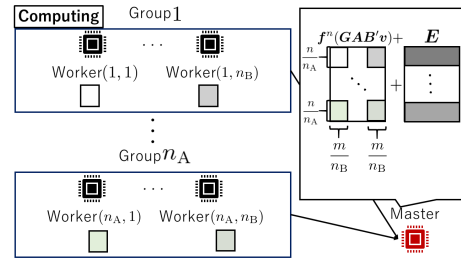 Computing
Group1
Worker(1, 1) Worker(1, n_B)
Group n_A
Worker(n_A, 1) Worker(n_A, n_B)
f^n(GAB'v)+ E
n/n_A
+
n/n_A
m/n_B m/n_B
Master